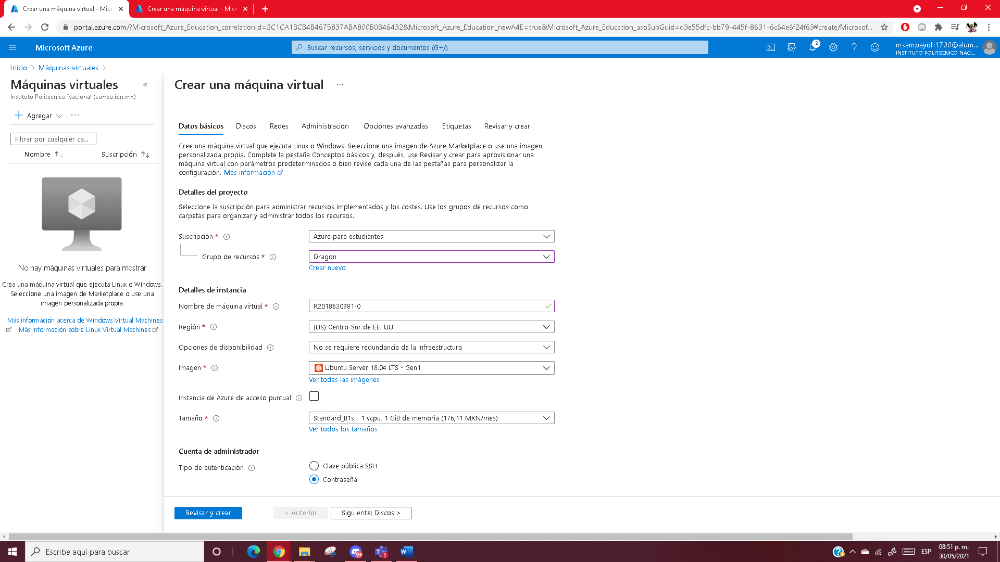 Crear una máquina virtual - Micr
Crear una máquina virtual - Micr
portal.azure.com/?Microsoft_Azure_Education_correlationId=2C1CA1BCB4B4675837ABA800B0B46432&Microsoft_Azure_Education_newA4E=true&Microsoft_Azure_Education_asoSubGuid=d3e55dfc-bb79-445f-8631-6c64e6f24f63#create/Microsof...
Microsoft Azure
Buscar recursos, servicios y documentos (G+/)
2
msampayoh1700@alum...
INSTITUTO POLITECNICO NACI...
Inicio > Máquinas virtuales >
Máquinas virtuales
«
Instituto Politecnico Nacional (correo.ipn.mx)
+ Agregar ...
Filtrar por cualquier ca...
Nombre ↑↓ Suscripción ↑↓
No hay máquinas virtuales para mostrar
Crea una máquina virtual que ejecuta Linux o Windows.
Seleccione una imagen de Marketplace o use una
imagen personalizada propia.
Más información acerca de Windows Virtual Machines
Más información sobre Linux Virtual Machines
Crear una máquina virtual ...
Datos básicos Discos Redes Administración Opciones avanzadas Etiquetas Revisar y crear
Cree una máquina virtual que ejecuta Linux o Windows. Seleccione una imagen de Azure Marketplace o use una imagen
personalizada propia. Complete la pestaña Conceptos básicos y, después, use Revisar y crear para aprovisionar una
máquina virtual con parámetros predeterminados o bien revise cada una de las pestañas para personalizar la
configuración. Más información
Detalles del proyecto
Seleccione la suscripción para administrar recursos implementados y los costes. Use los grupos de recursos como
carpetas para organizar y administrar todos los recursos.
Suscripción * Azure para estudiantes
Grupo de recursos * Dragon
Crear nuevo
Detalles de instancia
Nombre de máquina virtual * R2018630981-0
Región * (US) Centro-Sur de EE. UU.
Opciones de disponibilidad No se requiere redundancia de la infraestructura
Imagen * Ubuntu Server 18.04 LTS - Gen1
Ver todas las imágenes
Instancia de Azure de acceso puntual
Tamaño * Standard_B1s - 1 vcpu, 1 GiB de memoria (176,11 MXN/mes)
Ver todos los tamaños
Cuenta de administrador
Tipo de autenticación Clave pública SSH
Contraseña
Revisar y crear < Anterior Siguiente: Discos >
Escribe aquí para buscar
9+
1
ESP
08:51 p. m.
30/05/2021